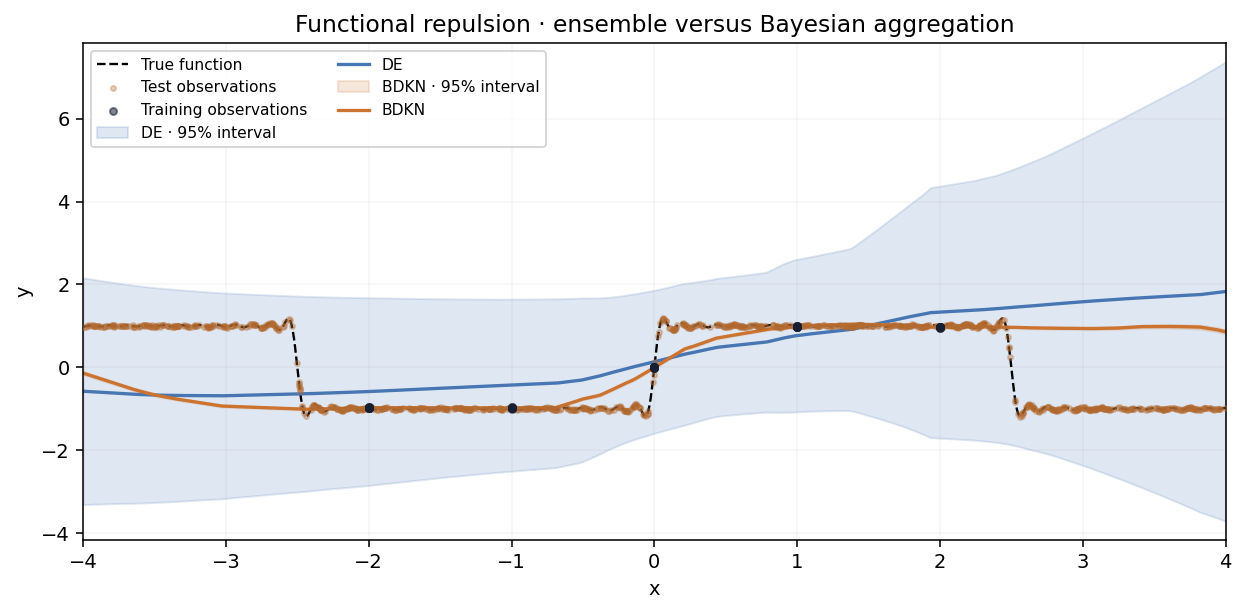 Functional repulsion · ensemble versus Bayesian aggregation
True function
Test observations
Training observations
DE · 95% interval
DE
BDKN · 95% interval
BDKN
y
6
4
2
0
−2
−4
−4 −3 −2 −1 0 1 2 3 4
x